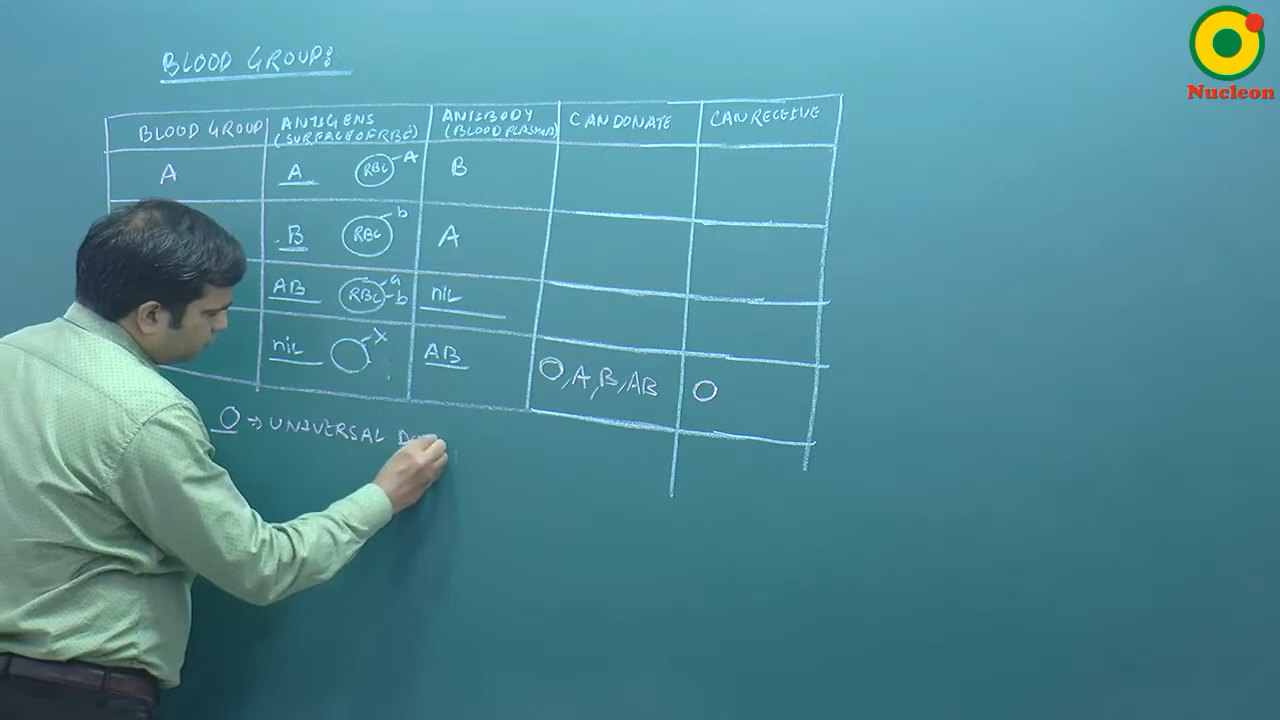 Nucleon
BLOOD GROUP:
BLOOD GROUP ANTIGENS (SURFACE OF RBC) ANTIBODY (BLOOD PLASMA) CAN DONATE CAN RECEIVE
A A RBC A B
B RBC b A
AB RBC a b nil
nil X AB O, A, B, AB O
O → UNIVERSAL